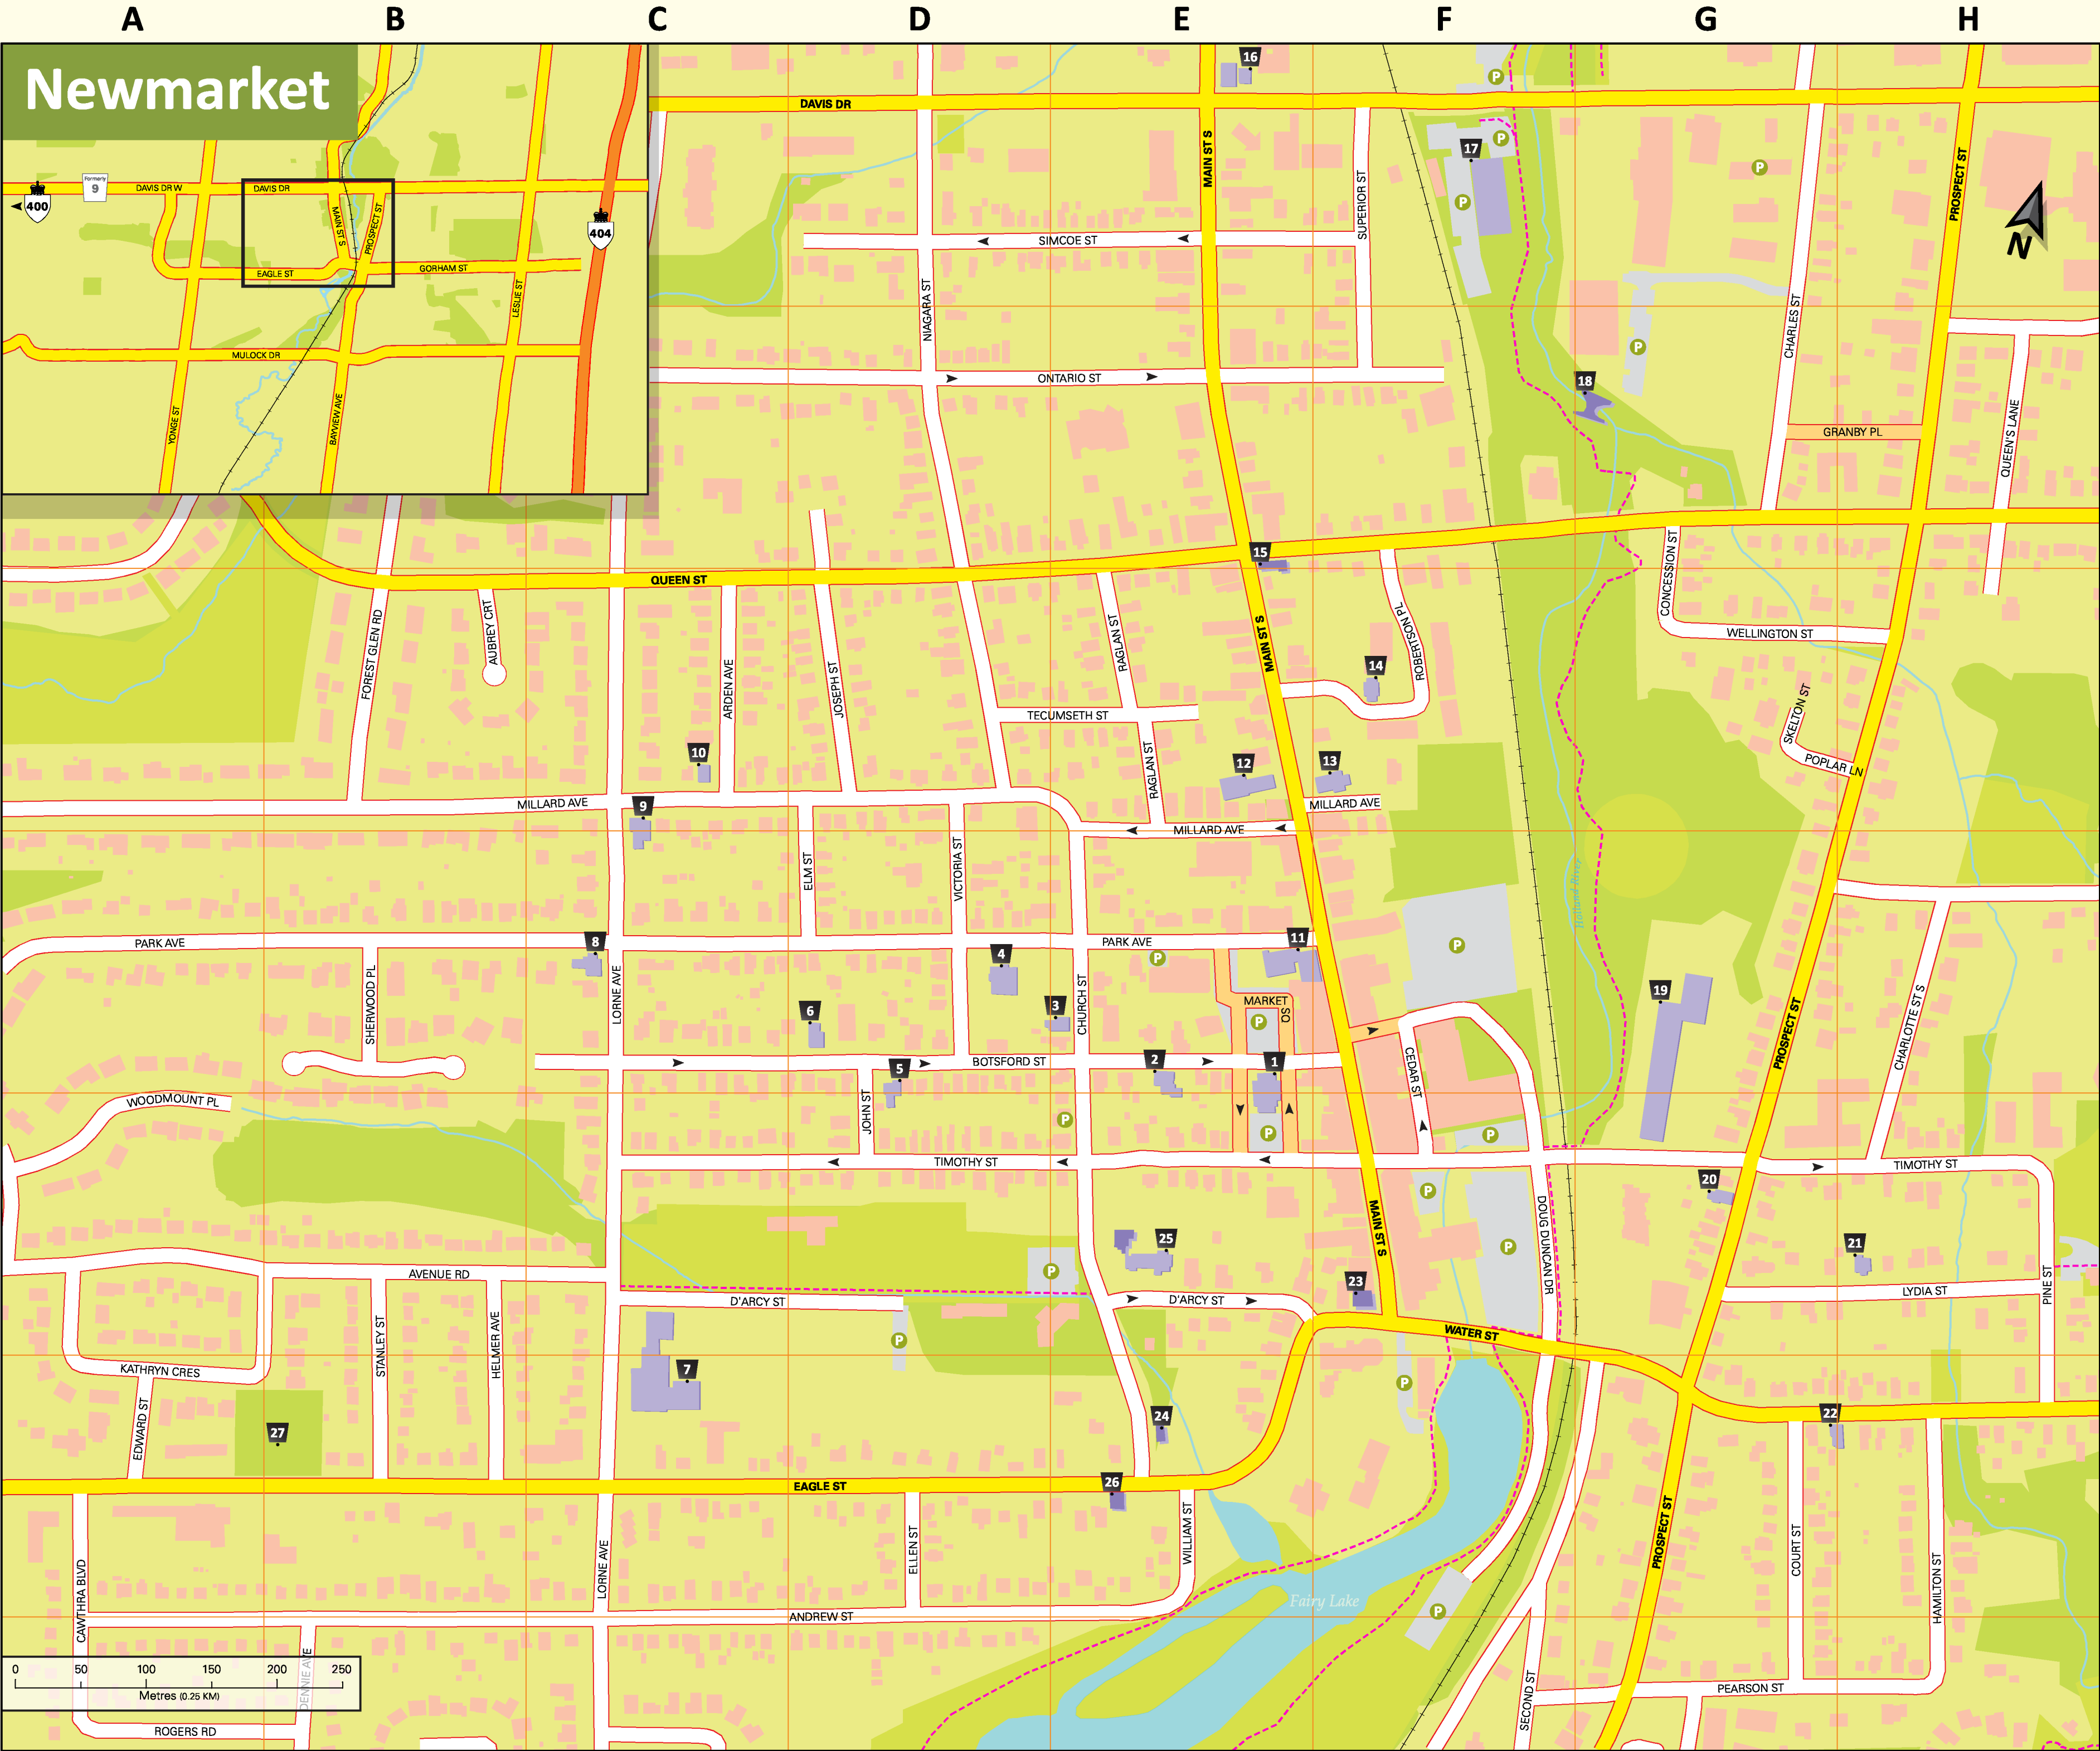 A B C D E F G H
Newmarket
400
Formerly
9
DAVIS DR W
DAVIS DR
MAIN ST S
PROSPECT ST
404
EAGLE ST
GORHAM ST
LESLIE ST
MULOCK DR
YONGE ST
BAYVIEW AVE
16
DAVIS DR
P
MAIN ST S
17
P
P
P
SUPERIOR ST
PROSPECT ST
N
SIMCOE ST
NIAGARA ST
CHARLES ST
P
ONTARIO ST
18
GRANBY PL
QUEEN'S LANE
15
QUEEN ST
CONCESSION ST
WELLINGTON ST
FOREST GLEN RD
AUBREY CRT
ARDEN AVE
JOSEPH ST
RAGLAN ST
MAIN ST S
ROBERTSON PL
14
TECUMSETH ST
SKELTON ST
POPLAR LN
10
RAGLAN ST
12
13
MILLARD AVE
9
MILLARD AVE
MILLARD AVE
ELM ST
VICTORIA ST
Holland River
PARK AVE
8
PARK AVE
11
P
P
4
SHERWOOD PL
LORNE AVE
CHURCH ST
MARKET
SQ
P
19
6
3
PROSPECT ST
CHARLOTTE ST S
BOTSFORD ST
5
2
1
CEDAR ST
WOODMOUNT PL
JOHN ST
P
P
P
TIMOTHY ST
TIMOTHY ST
20
P
MAIN ST S
DOUG DUNCAN DR
25
P
21
AVENUE RD
P
D'ARCY ST
D'ARCY ST
23
LYDIA ST
PINE ST
STANLEY ST
HELMER AVE
P
WATER ST
KATHRYN CRES
7
P
EDWARD ST
27
24
22
EAGLE ST
26
PROSPECT ST
COURT ST
HAMILTON ST
CAWTHRA BLVD
LORNE AVE
ELLEN ST
WILLIAM ST
Fairy Lake
P
ANDREW ST
0 50 100 150 200 250
Metres (0.25 KM)
DENNIE AVE
SECOND ST
PEARSON ST
ROGERS RD